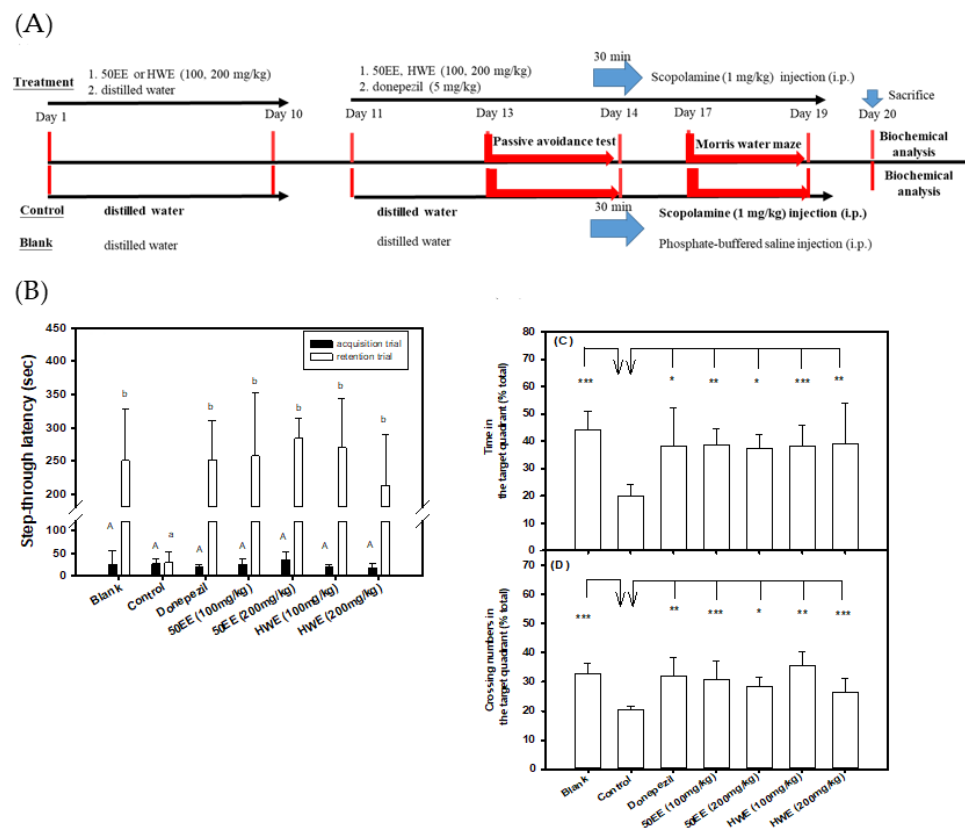 (A)
Treatment
1. 50EE or HWE (100, 200 mg/kg)
2. distilled water
1. 50EE, HWE (100, 200 mg/kg)
2. donepezil (5 mg/kg)
30 min
Scopolamine (1 mg/kg) injection (i.p.)
Sacrifice
Day 1
Day 10
Day 11
Day 13
Day 14
Day 17
Day 19
Day 20
Passive avoidance test
Morris water maze
Biochemical
analysis
Biochemical
analysis
Control
distilled water
distilled water
30 min
Scopolamine (1 mg/kg) injection (i.p.)
Blank
distilled water
distilled water
Phosphate-buffered saline injection (i.p.)
(B)
Step-through latency (sec)
450
400
350
300
250
200
100
50
0
acquisition trial
retention trial
b
b
b
b
b
b
A
A
a
A
A
A
A
A
Blank
Control
Donepezil
50EE (100mg/kg)
50EE (200mg/kg)
HWE (100mg/kg)
HWE (200mg/kg)
(C)
Time in
the target quadrant (% total)
80
70
60
50
40
30
20
10
0
***
*
**
*
***
**
(D)
Crossing numbers in
the target quadrant (% total)
70
60
50
40
30
20
10
0
***
**
***
*
**
***
Blank
Control
Donepezil
50EE (100mg/kg)
50EE (200mg/kg)
HWE (100mg/kg)
HWE (200mg/kg)